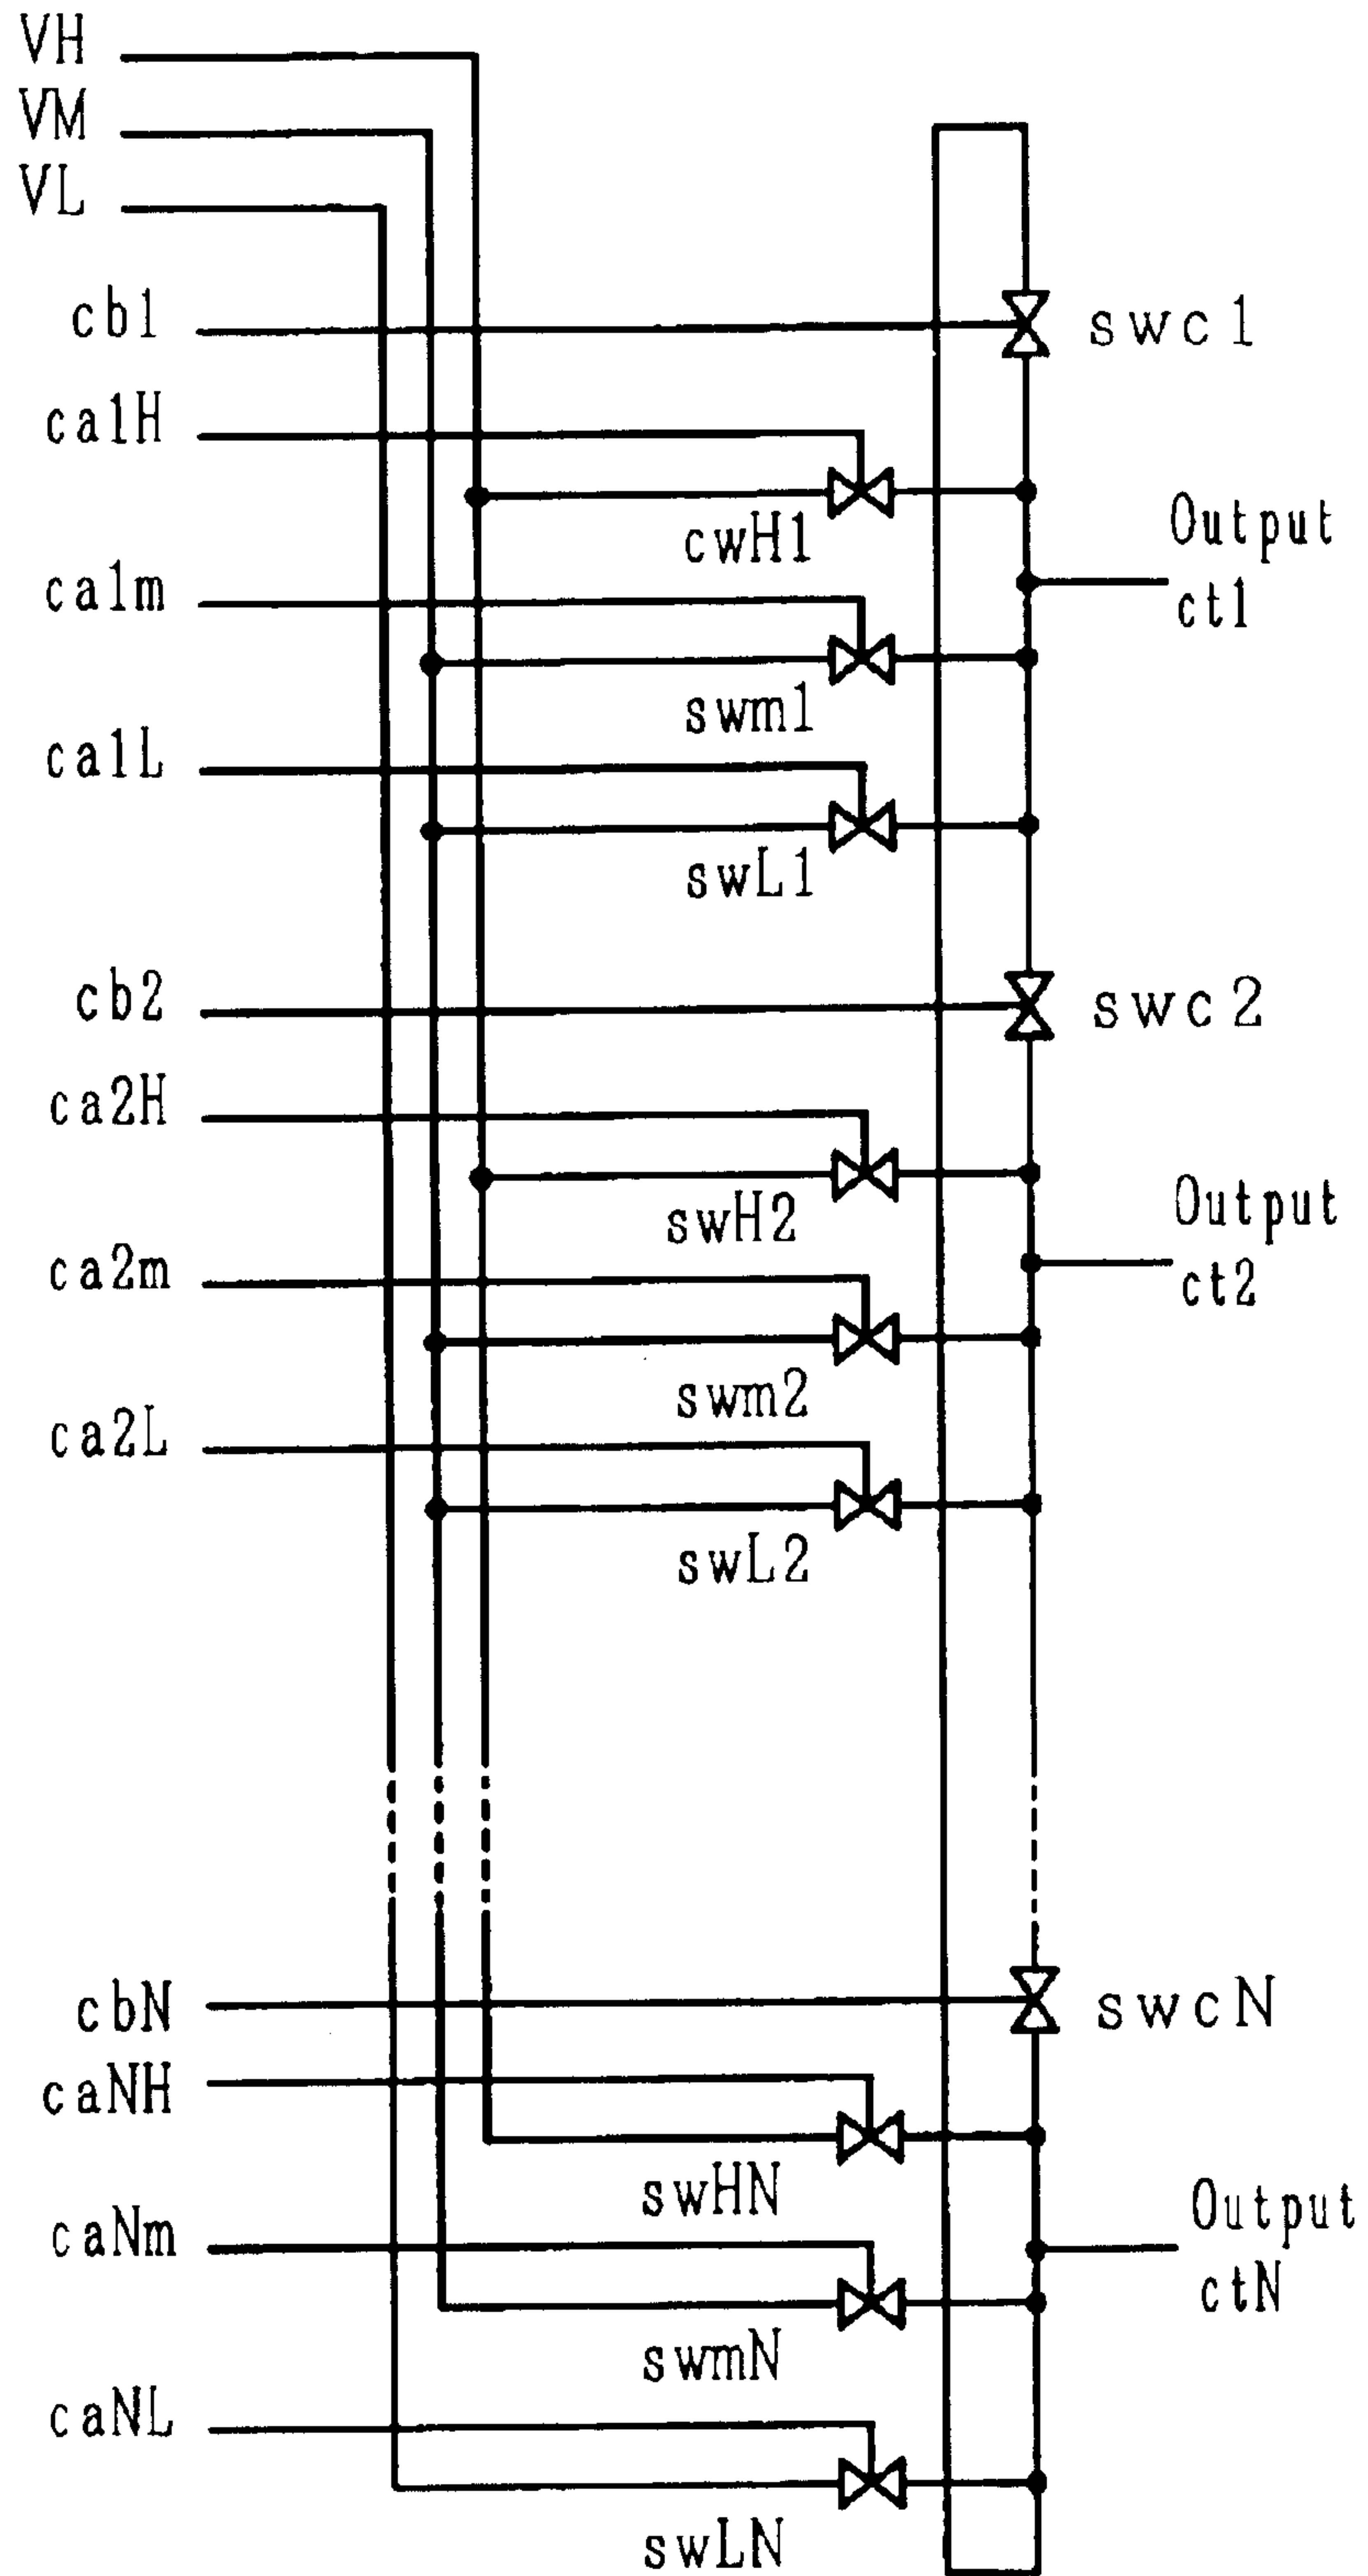 VH
VM
VL
cb1
swc1
ca1H
cwH1
Output
ct1
ca1m
swm1
ca1L
swL1
cb2
swc2
ca2H
swH2
Output
ct2
ca2m
swm2
ca2L
swL2
cbN
swcN
caNH
swHN
Output
ctN
caNm
swmN
caNL
swLN